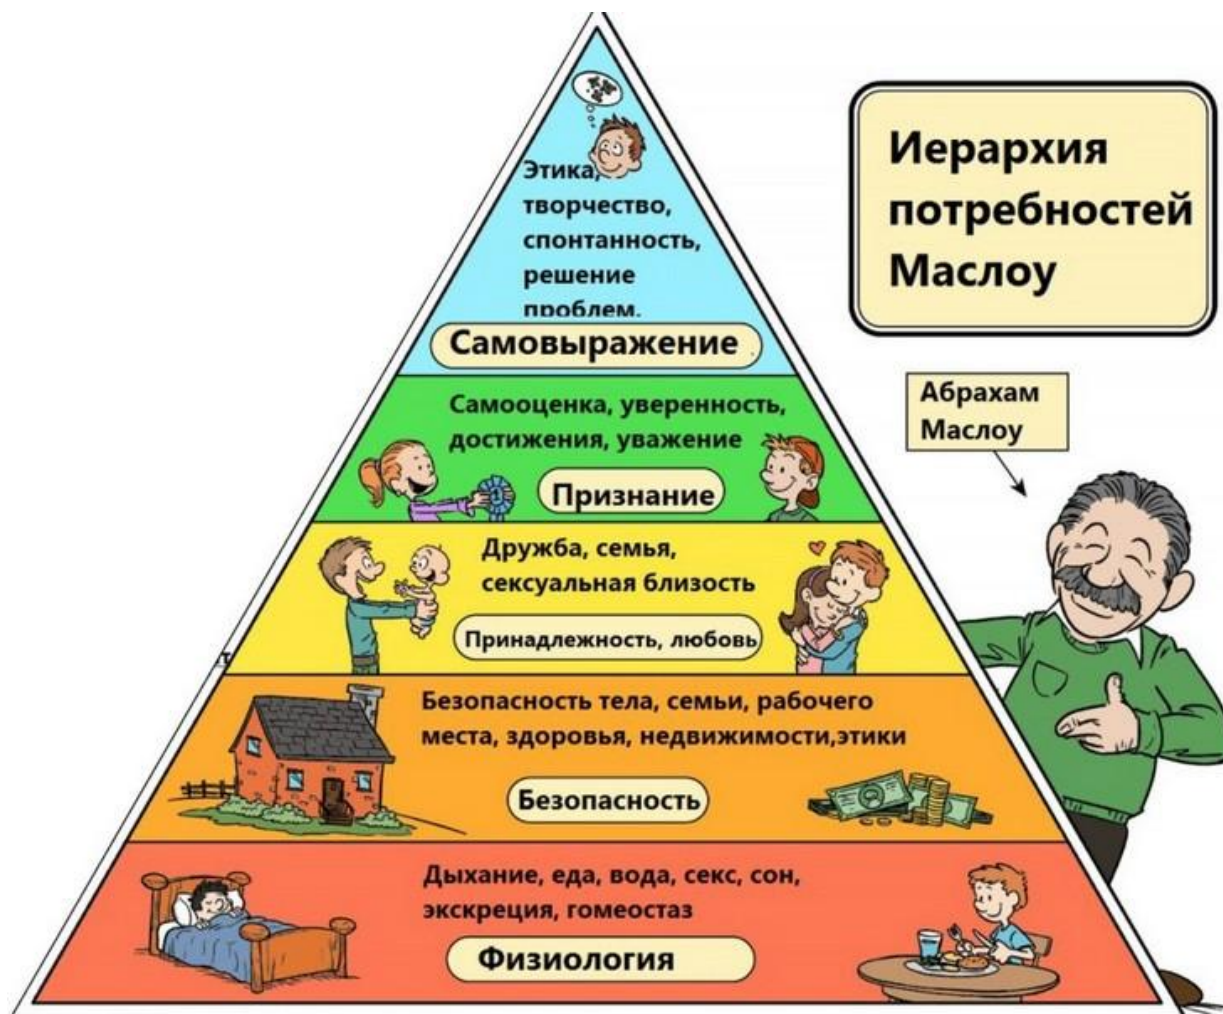 Этика,
творчество,
спонтанность,
решение
проблем.
Самовыражение
Самооценка, уверенность,
достижения, уважение
Признание
Дружба, семья,
сексуальная близость
Принадлежность, любовь
Безопасность тела, семьи, рабочего
места, здоровья, недвижимости,этики
Безопасность
Дыхание, еда, вода, секс, сон,
экскреция, гомеостаз
Физиология
Иерархия
потребностей
Маслоу
Абрахам
Маслоу
1